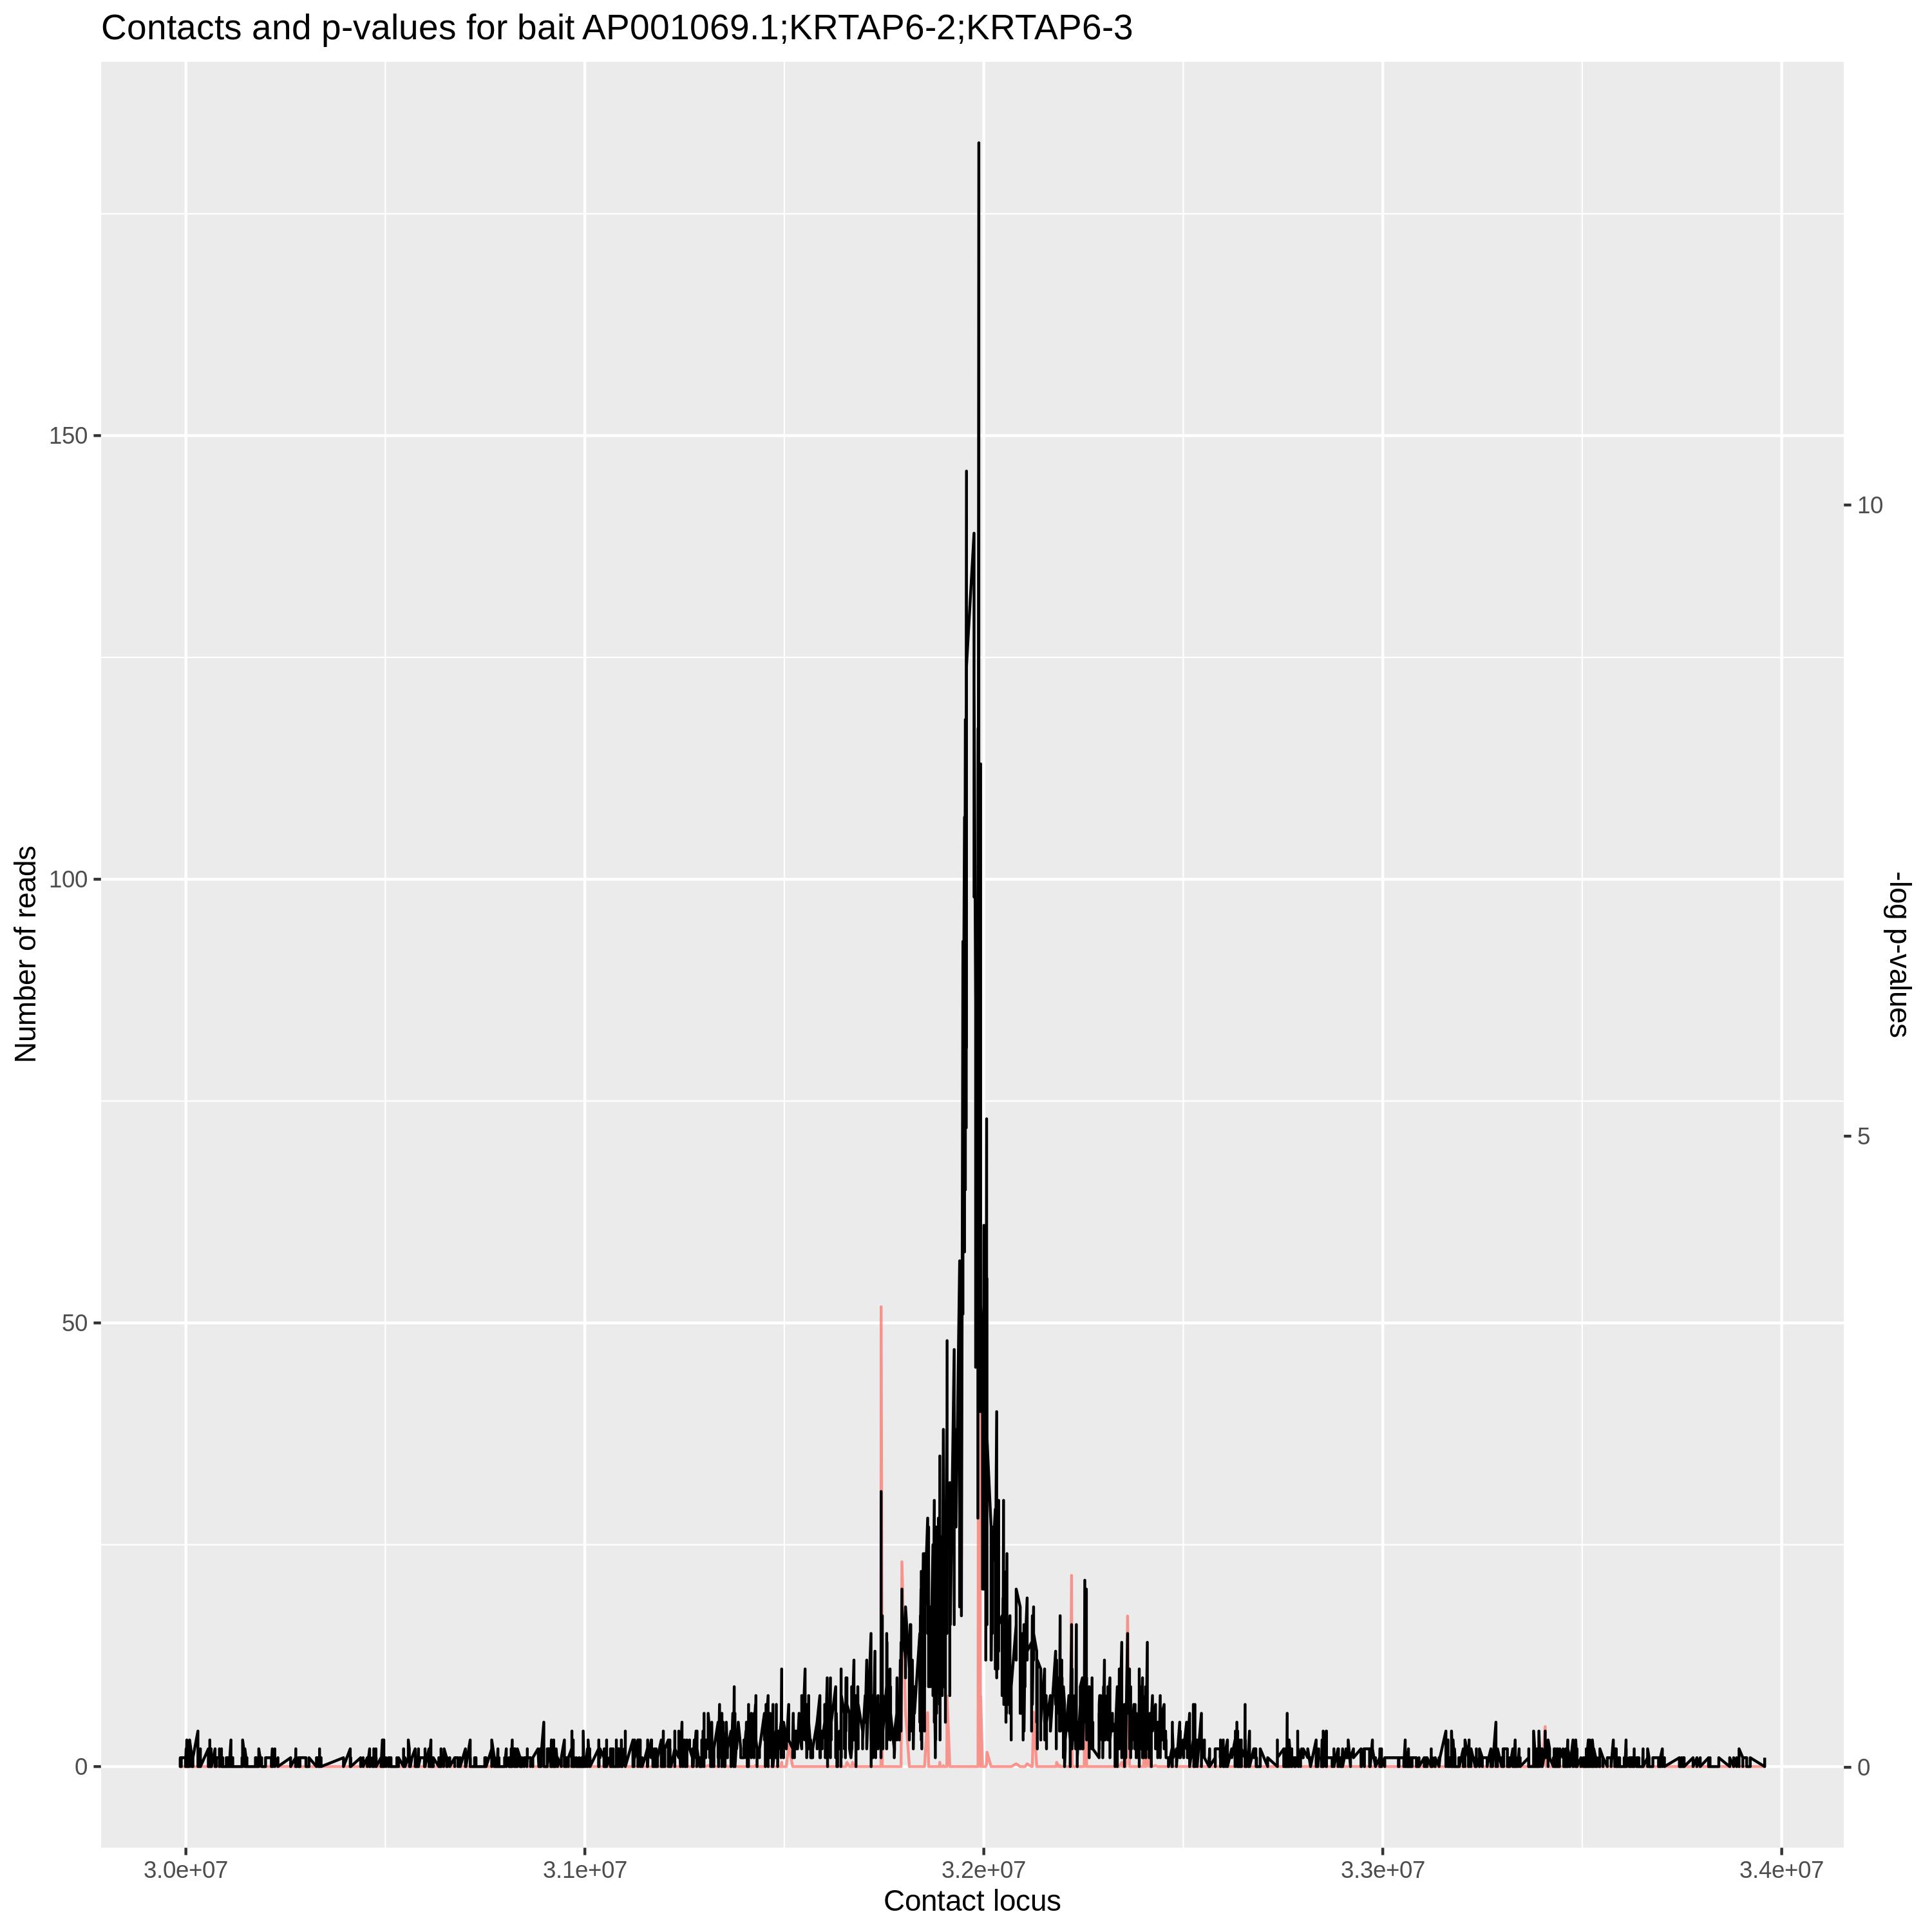 Contacts and p-values for bait AP001069.1;KRTAP6-2;KRTAP6-3
150
100
50
0
Number of reads
10
5
0
-log p-values
3.0e+07
3.1e+07
3.2e+07
3.3e+07
3.4e+07
Contact locus